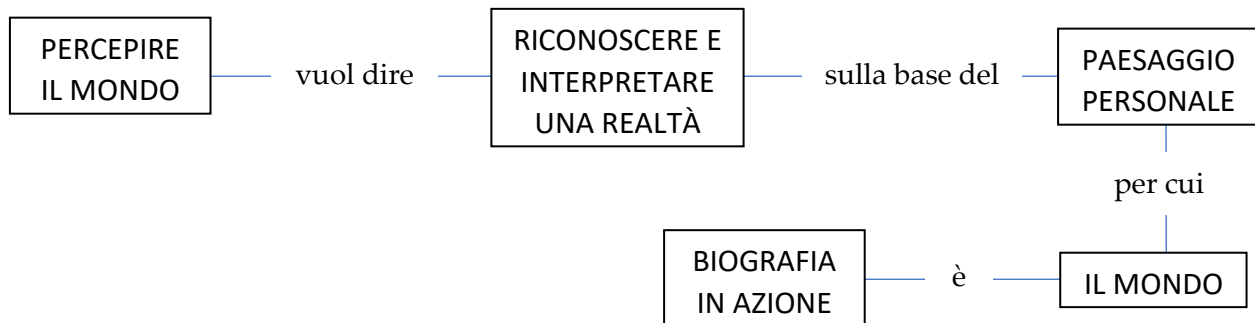 PERCEPIRE
IL MONDO
vuol dire
RICONOSCERE E
INTERPRETARE
UNA REALTÀ
sulla base del
PAESAGGIO
PERSONALE
per cui
IL MONDO
è
BIOGRAFIA
IN AZIONE